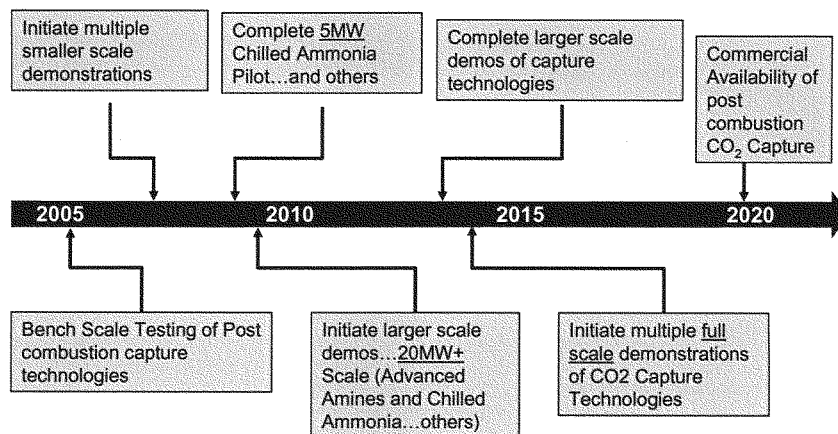 Initiate multiple
smaller scale
demonstrations
Complete 5MW
Chilled Ammonia
Pilot…and others
Complete larger scale
demos of capture
technologies
Commercial
Availability of
post
combustion
CO₂ Capture
2005
2010
2015
2020
Bench Scale Testing of Post
combustion capture
technologies
Initiate larger scale
demos…20MW+
Scale (Advanced
Amines and Chilled
Ammonia…others)
Initiate multiple full
scale demonstrations
of CO2 Capture
Technologies